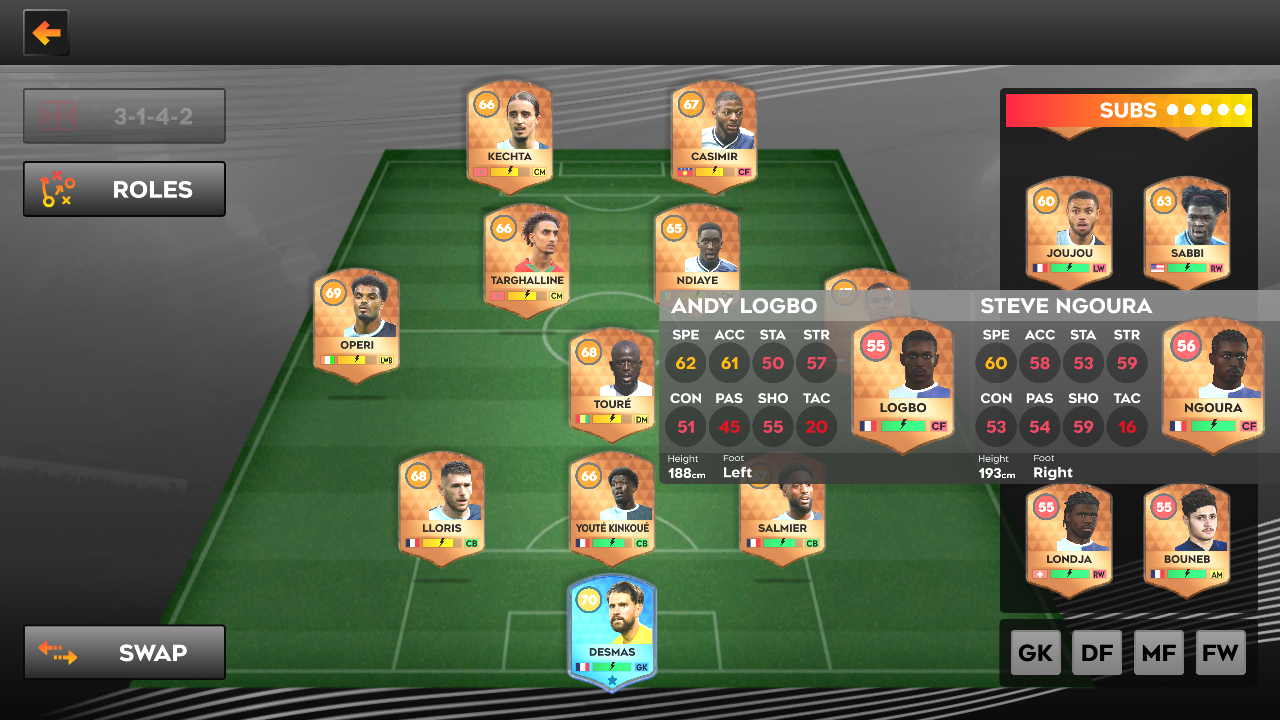 3-1-4-2
ROLES
SWAP
66
KECHTA
CM
67
CASIMIR
CF
66
TARGHALLINE
CM
65
NDIAYE
69
OPERI
LWB
67
68
TOURÉ
DM
68
LLORIS
CB
66
YOUTÉ KINKOUÉ
CB
SALMIER
CB
70
DESMAS
GK
SUBS
60
JOUJOU
LW
63
SABBI
RW
ANDY LOGBO
SPE ACC STA STR
62 61 50 57
CON PAS SHO TAC
51 45 55 20
Height Foot
188cm Left
55
LOGBO
CF
STEVE NGOURA
SPE ACC STA STR
60 58 53 59
CON PAS SHO TAC
53 54 59 16
Height Foot
193cm Right
56
NGOURA
CF
55
LONDJA
RW
55
BOUNEB
AM
GK DF MF FW